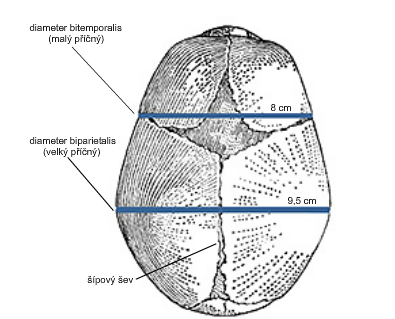 diameter bitemporalis
(malý příčný)
8 cm
diameter biparietalis
(velký příčný)
9,5 cm
šípový šev